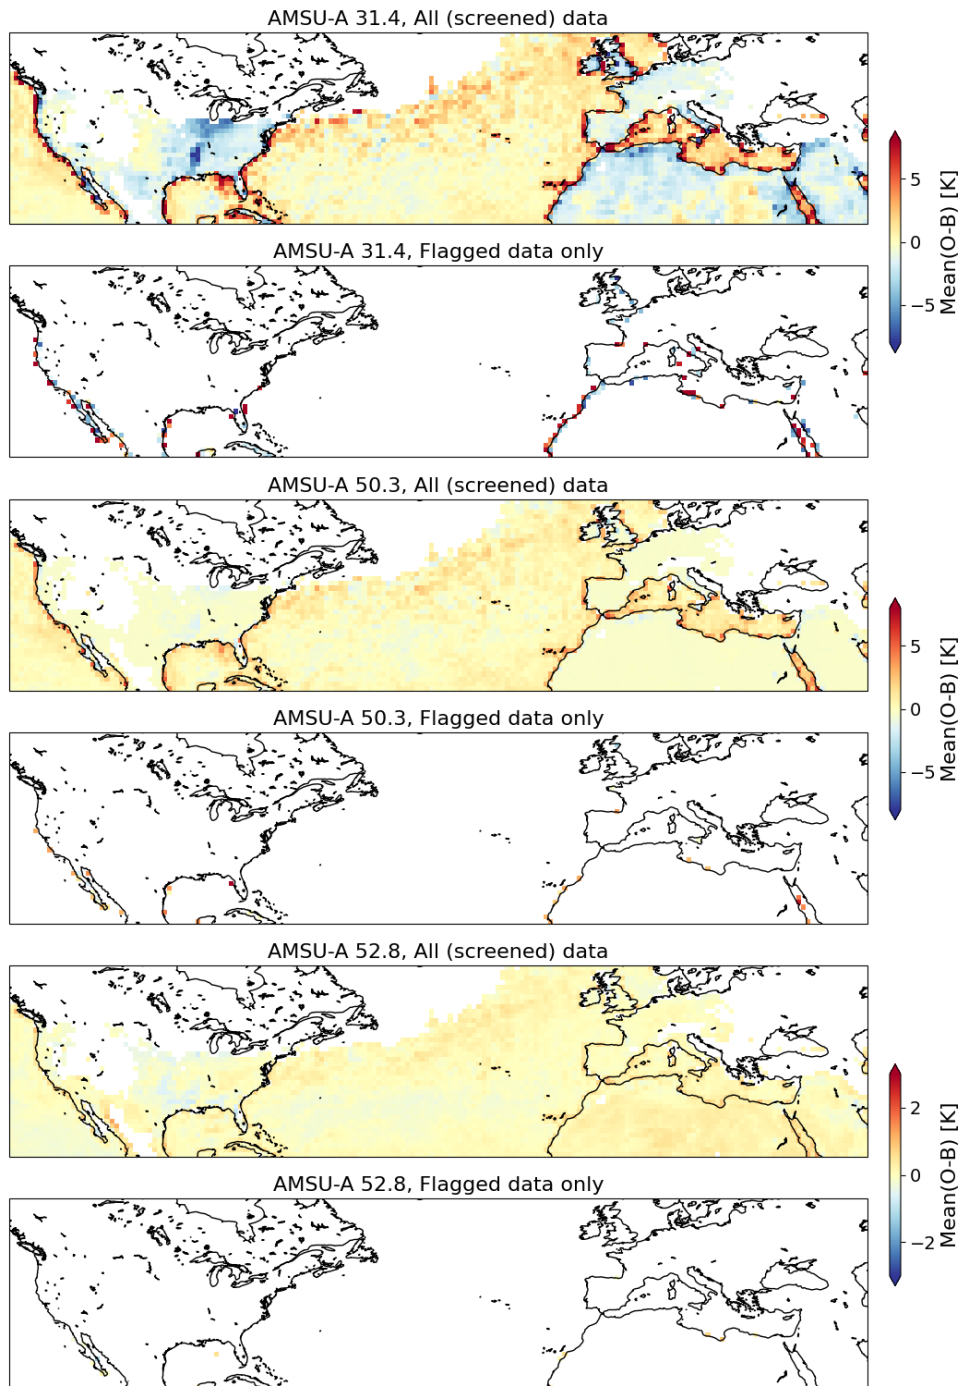 AMSU-A 31.4, All (screened) data
AMSU-A 31.4, Flagged data only
5
0
−5
Mean(O-B) [K]
AMSU-A 50.3, All (screened) data
AMSU-A 50.3, Flagged data only
5
0
−5
Mean(O-B) [K]
AMSU-A 52.8, All (screened) data
AMSU-A 52.8, Flagged data only
2
0
−2
Mean(O-B) [K]